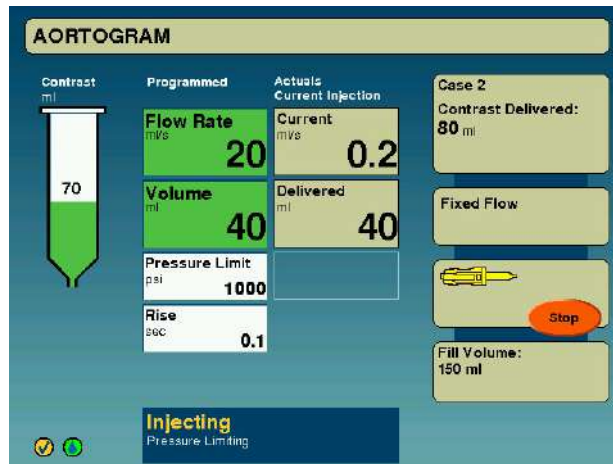 AORTOGRAM
Contrast
ml
70
Programmed
Flow Rate
ml/s
20
Volume
ml
40
Pressure Limit
psi
1000
Rise
sec
0.1
Actuals
Current Injection
Current
ml/s
0.2
Delivered
ml
40
Case 2
Contrast Delivered:
80 ml
Fixed Flow
Stop
Fill Volume:
150 ml
Injecting
Pressure Limiting